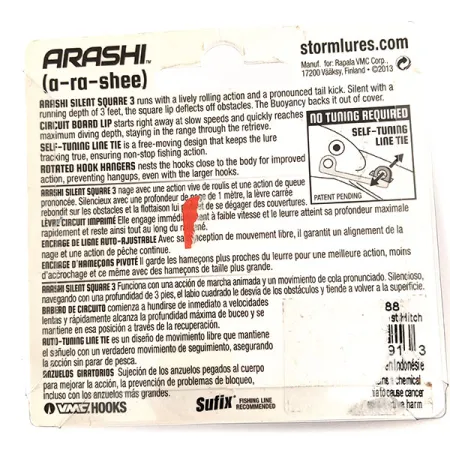 ARASHI™
(a-ra-shee)
stormlures.com
Manuf. for: Rapala VMC Corp.,
17200 Vääksy, Finland • ©2013
ARASHI SILENT SQUARE 3 runs with a lively rolling action and a pronounced tail kick. Silent with a
running depth of 3 feet, the square lip deflects off obstacles. The Buoyancy backs it out of cover.
CIRCUIT BOARD LIP starts right away at slow speeds and quickly reaches
maximum diving depth, staying in the range through the retrieve.
SELF-TUNING LINE TIE is a free-moving design that keeps the lure
tracking true, ensuring non-stop fishing action.
ROTATED HOOK HANGERS nests the hooks close to the body for improved
action, preventing hangups, even with the larger hooks.
NO TUNING REQUIRED
SELF-TUNING
LINE TIE
PATENT PENDING
ARASHI SILENT SQUARE 3 nage avec une action vive de roulis et une action de queue
prononcée. Silencieux avec une profondeur de nage de 1 mètre, la lèvre carrée
rebondit sur les obstacles et la flottaison lui de se dégager des couvertures.
LÈVRE CIRCUIT IMPRIMÉ Elle engage immédiatement à faible vitesse et le leurre atteint sa profondeur maximale
rapidement et reste ainsi tout au long du
ENCRAGE DE LIGNE AUTO-AJUSTABLE Avec sa conception de mouvement libre, il garantit un alignement de la
nage et une action de pêche continue.
ENCRAGE D'HAMEÇONS PIVOTÉ Il garde les hameçons plus proches du leurre pour une meilleure action, moins
d'accrochage et ce même avec des hameçons de taille plus grande.
ARASHI SILENT SQUARE 3 Funciona con una acción de marcha animada y un movimiento de cola pronunciado. Silencioso,
navegando con una profundidad de 3 pies, el labio cuadrado le desvía de los obstáculos y tiende a volver a la superficie.
BABERO DE CIRCUITO comienza a hundirse de inmediato a velocidades
lentas y rápidamente alcanza la profundidad máxima de buceo y se
mantiene en esa posición a través de la recuperación.
AUTO-TUNING LINE TIE es un diseño de movimiento libre que mantiene
el señuelo con un verdadero movimiento de seguimiento, asegurando
la acción sin parar de pesca.
ANZUELOS GIRATORIOS Sujeción de los anzuelos pegados al cuerpo
para mejorar la acción, la prevención de problemas de bloqueo,
incluso con los anzuelos más grandes.
VMC HOOKS
Sufix
FISHING LINE
RECOMMENDED
88
st Hitch
91 3
en Indonésie
s a chemical
a to cause cancer
ctive harm